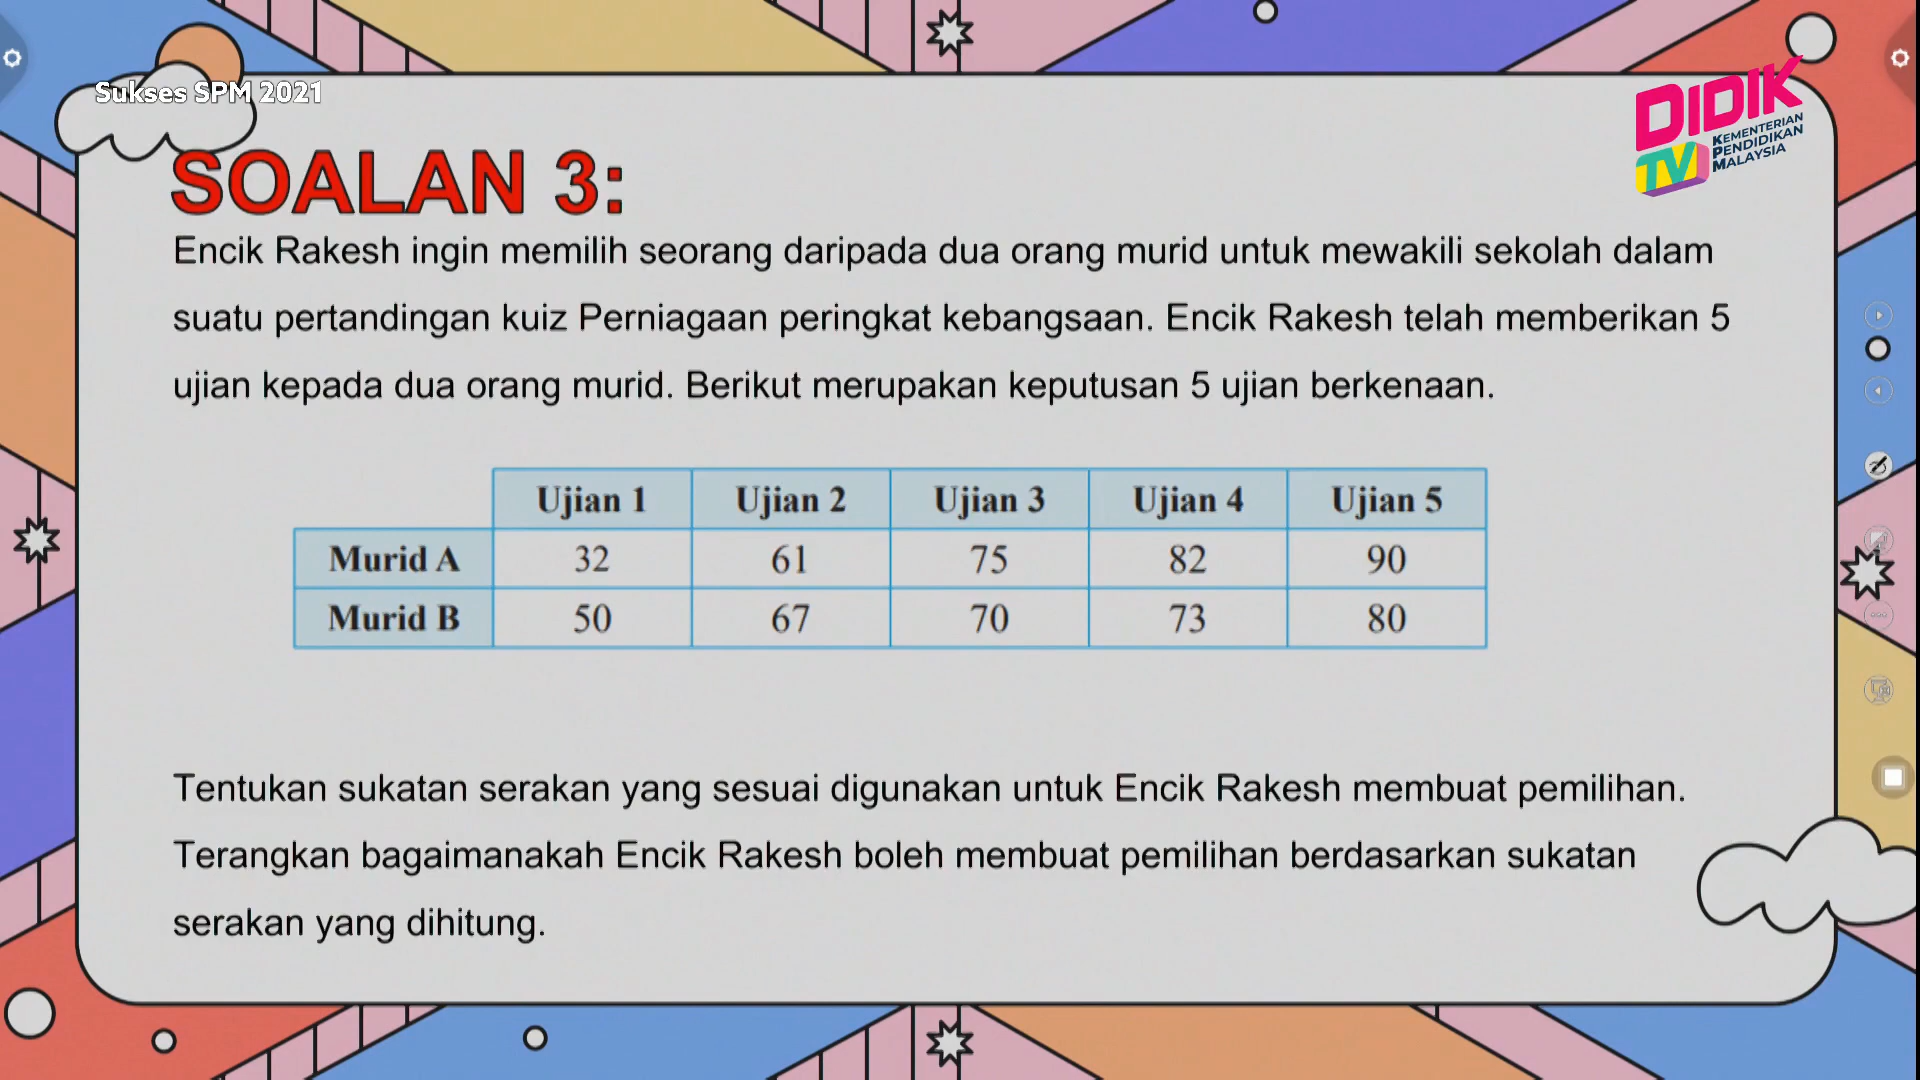 Sukses SPM 2021
DIDIK
TV
KEMENTERIAN
PENDIDIKAN
MALAYSIA
SOALAN 3:
Encik Rakesh ingin memilih seorang daripada dua orang murid untuk mewakili sekolah dalam
suatu pertandingan kuiz Perniagaan peringkat kebangsaan. Encik Rakesh telah memberikan 5
ujian kepada dua orang murid. Berikut merupakan keputusan 5 ujian berkenaan.
Ujian 1 Ujian 2 Ujian 3 Ujian 4 Ujian 5
Murid A 32 61 75 82 90
Murid B 50 67 70 73 80
Tentukan sukatan serakan yang sesuai digunakan untuk Encik Rakesh membuat pemilihan.
Terangkan bagaimanakah Encik Rakesh boleh membuat pemilihan berdasarkan sukatan
serakan yang dihitung.